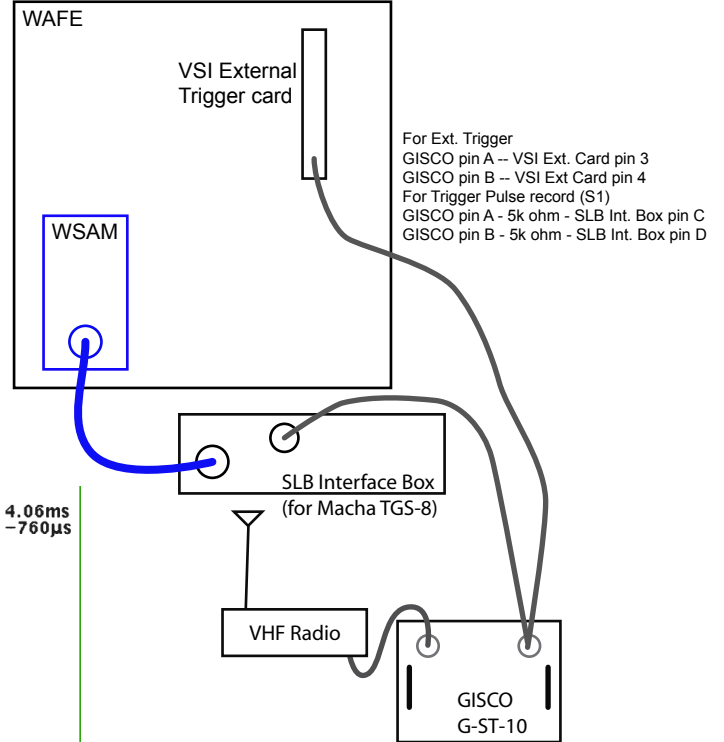 WAFE
VSI External
Trigger card
For Ext. Trigger
GISCO pin A -- VSI Ext. Card pin 3
GISCO pin B -- VSI Ext Card pin 4
For Trigger Pulse record (S1)
GISCO pin A - 5k ohm - SLB Int. Box pin C
GISCO pin B - 5k ohm - SLB Int. Box pin D
WSAM
SLB Interface Box
(for Macha TGS-8)
4.06ms
-760µs
VHF Radio
GISCO
G-ST-10